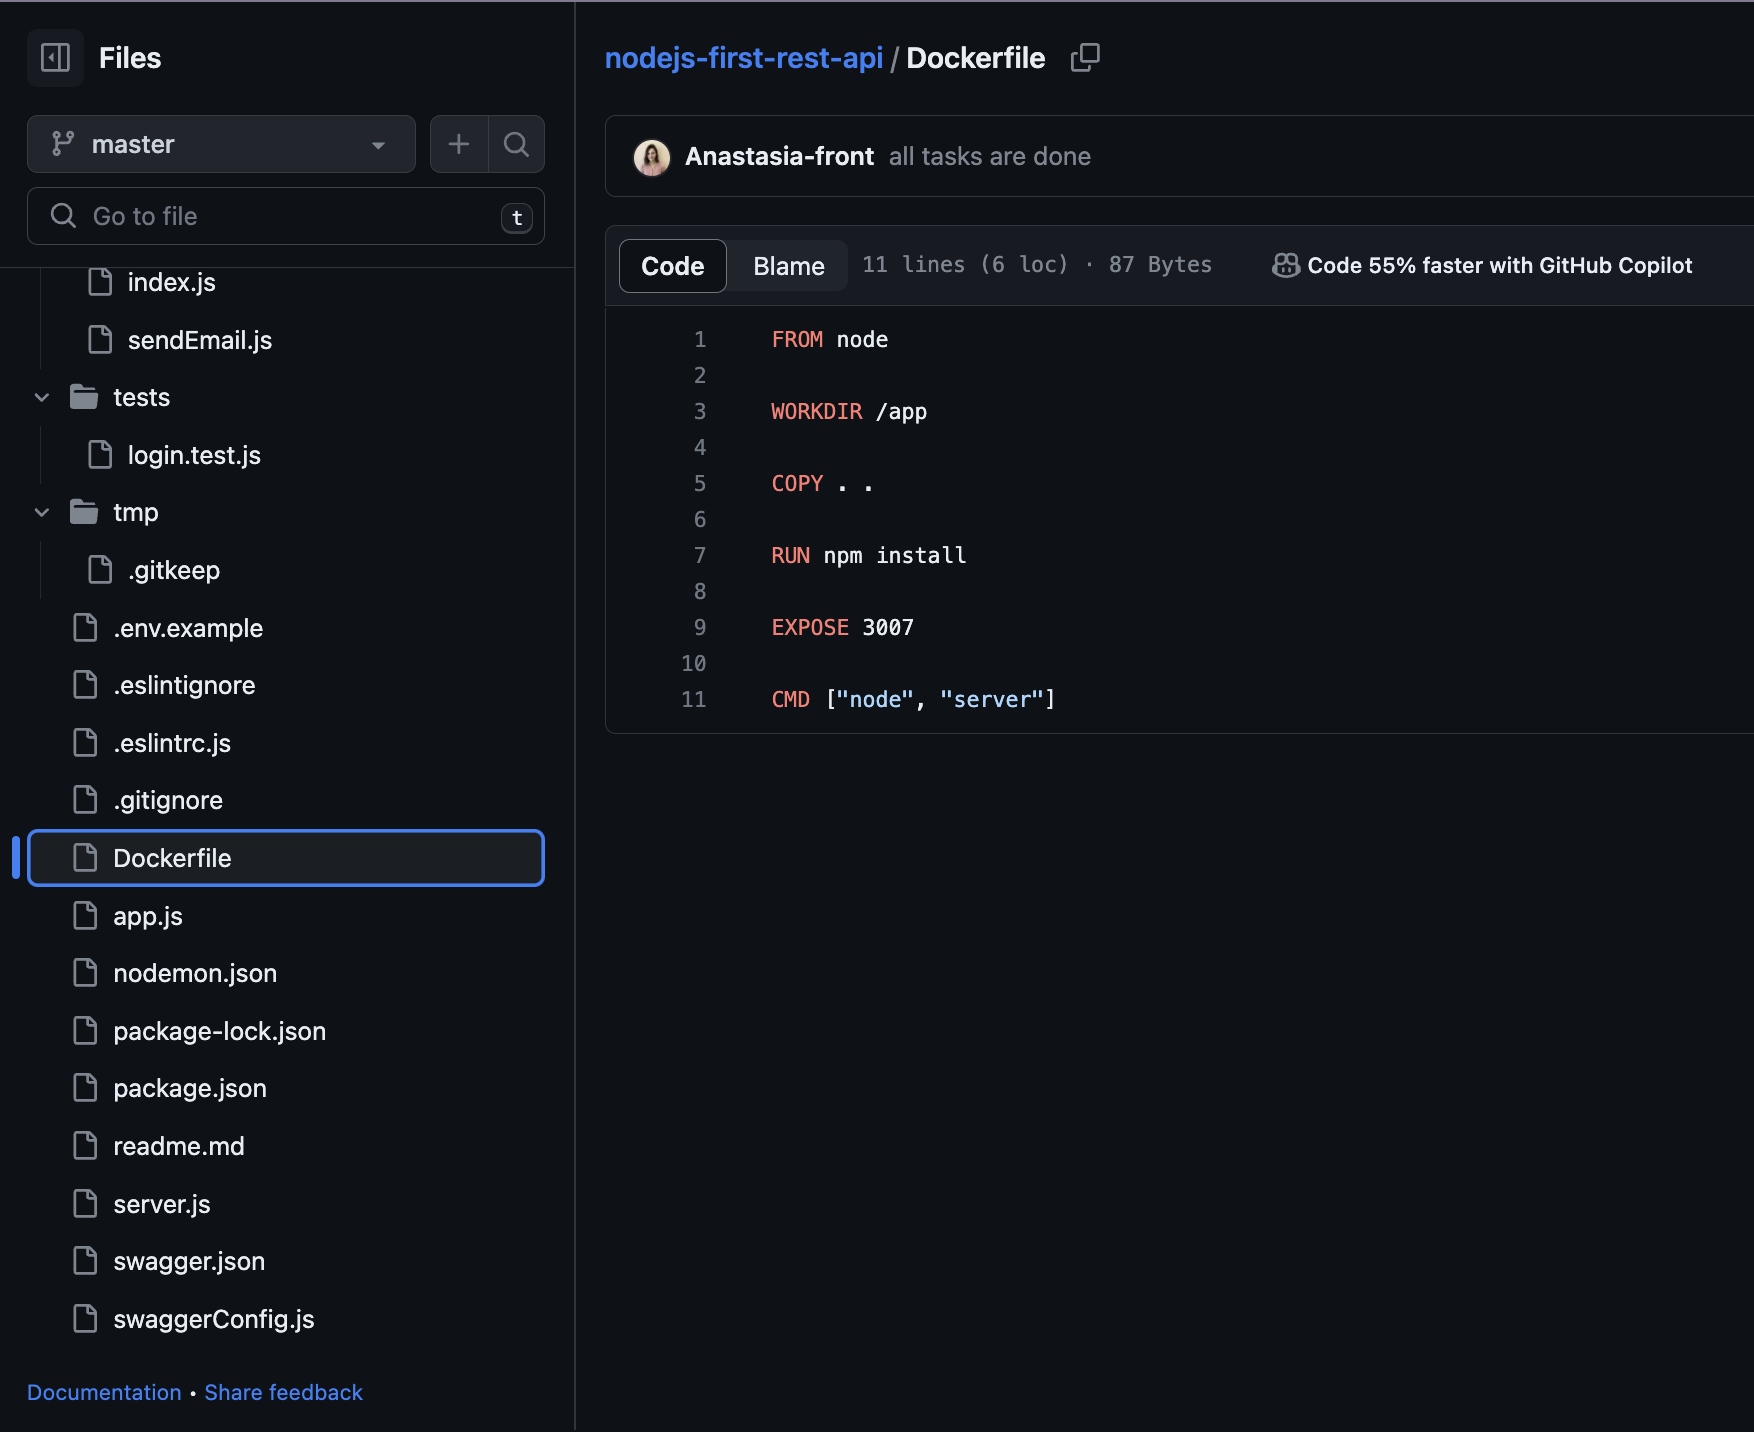 Files
master
Go to file
t
index.js
sendEmail.js
tests
login.test.js
tmp
.gitkeep
.env.example
.eslintignore
.eslintrc.js
.gitignore
Dockerfile
app.js
nodemon.json
package-lock.json
package.json
readme.md
server.js
swagger.json
swaggerConfig.js
Documentation • Share feedback
nodejs-first-rest-api / Dockerfile
Anastasia-front all tasks are done
Code Blame 11 lines (6 loc) · 87 Bytes Code 55% faster with GitHub Copilot
1 FROM node
2
3 WORKDIR /app
4
5 COPY . .
6
7 RUN npm install
8
9 EXPOSE 3007
10
11 CMD ["node", "server"]